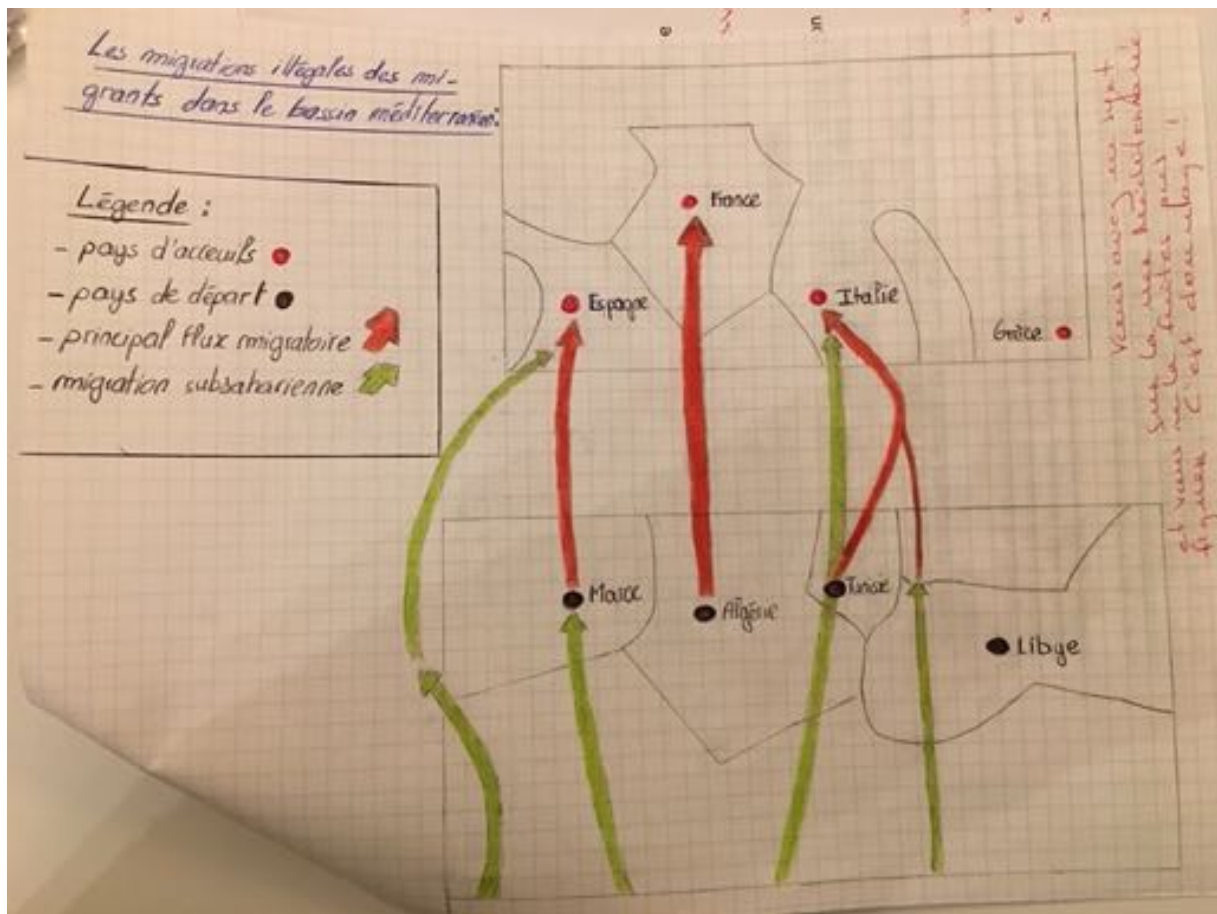 Les migrations illégales des mi-
grants dans le bassin méditerranéen:
Légende :
- pays d'acceuils
- pays de départ
- principal flux migratoire
- migration subsaharienne
France
Espagne
Italie
Grèce
Maroc
Algérie
Tunisie
Libye
Vous avez un
sur la mer méditerranée
et vous ne la faites pas
figurer C'est dommage !